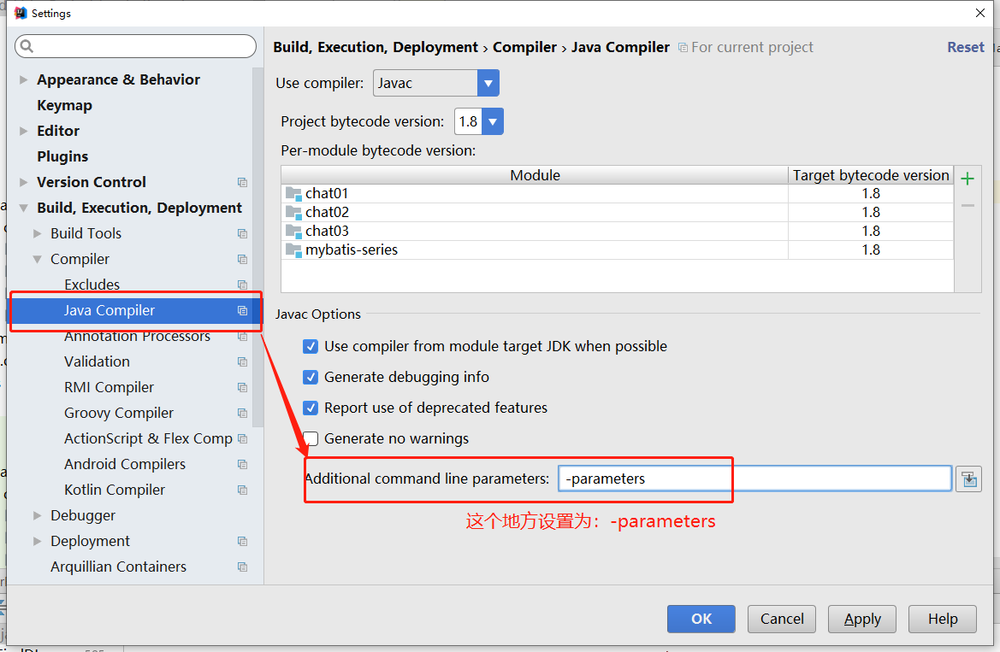 Settings
Build, Execution, Deployment › Compiler › Java Compiler For current project Reset
Appearance & Behavior
Keymap
Editor
Plugins
Version Control
Build, Execution, Deployment
Build Tools
Compiler
Excludes
Java Compiler
Annotation Processors
Validation
RMI Compiler
Groovy Compiler
ActionScript & Flex Comp
Android Compilers
Kotlin Compiler
Debugger
Deployment
Arquillian Containers
Use compiler: Javac
Project bytecode version: 1.8
Per-module bytecode version:
Module Target bytecode version
chat01 1.8
chat02 1.8
chat03 1.8
mybatis-series 1.8
Javac Options
Use compiler from module target JDK when possible
Generate debugging info
Report use of deprecated features
Generate no warnings
Additional command line parameters: -parameters
这个地方设置为：-parameters
OK Cancel Apply Help